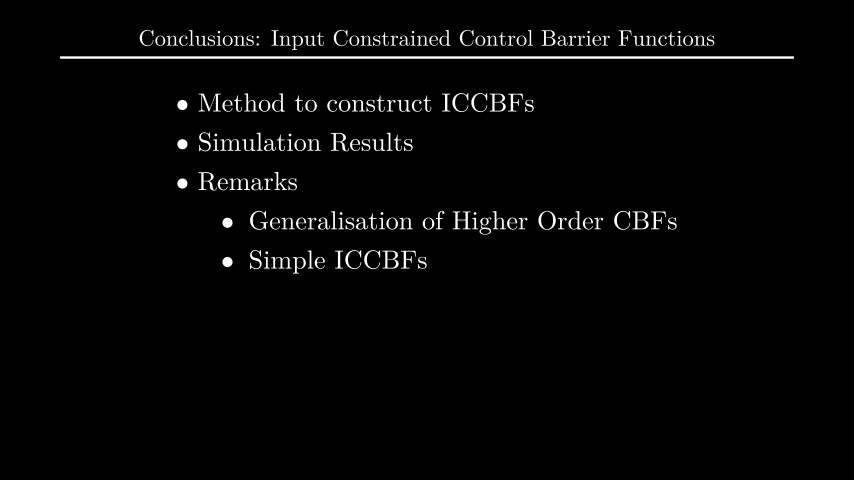 Conclusions: Input Constrained Control Barrier Functions
• Method to construct ICCBFs
• Simulation Results
• Remarks
• Generalisation of Higher Order CBFs
• Simple ICCBFs